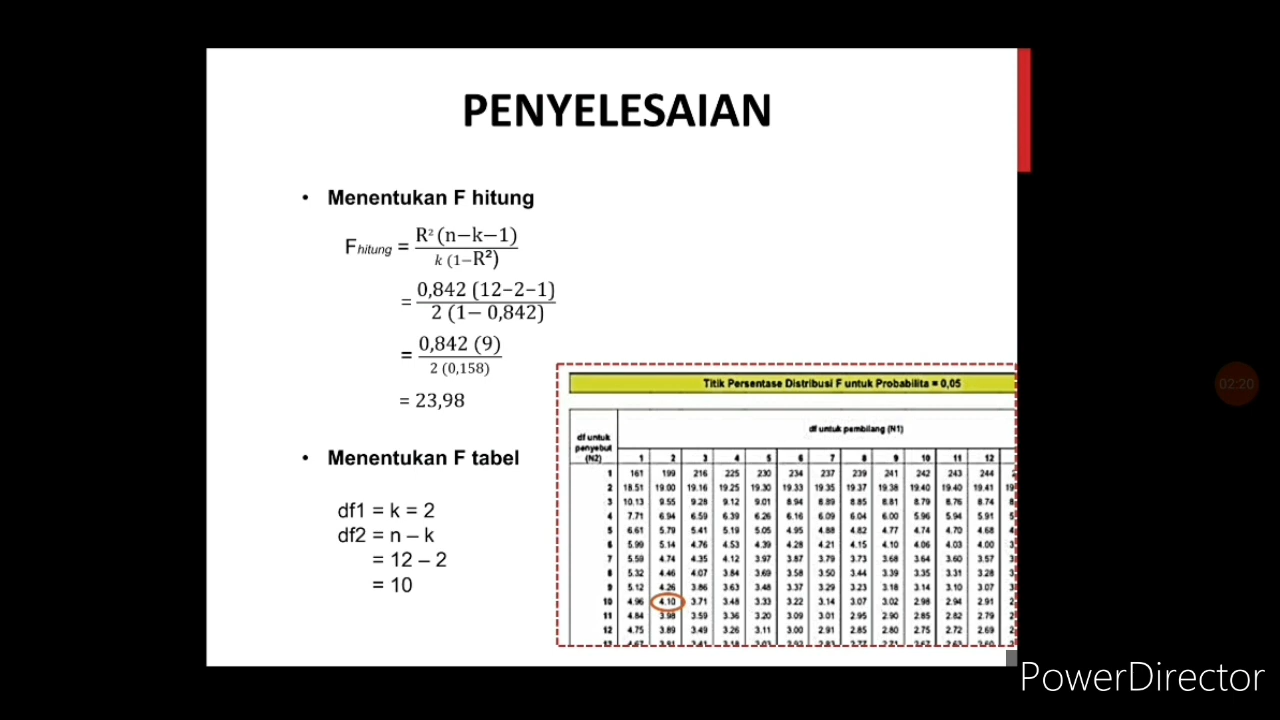 PENYELESAIAN
• Menentukan F hitung
Fhitung = R² (n−k−1) / k (1−R²)
= 0,842 (12−2−1) / 2 (1− 0,842)
= 0,842 (9) / 2 (0,158)
= 23,98
• Menentukan F tabel
df1 = k = 2
df2 = n – k
= 12 – 2
= 10
Titik Persentase Distribusi F untuk Probabilita = 0,05
df untuk penyebut (N2)
df untuk pembilang (N1)
1 2 3 4 5 6 7 8 9 10 11 12
1 161 199 216 225 230 234 237 239 241 242 243 244
2 18.51 19.00 19.16 19.25 19.30 19.33 19.35 19.37 19.38 19.40 19.40 19.41
3 10.13 9.55 9.28 9.12 9.01 8.94 8.89 8.85 8.81 8.79 8.76 8.74
4 7.71 6.94 6.59 6.39 6.26 6.16 6.09 6.04 6.00 5.96 5.94 5.91
5 6.61 5.79 5.41 5.19 5.05 4.95 4.88 4.82 4.77 4.74 4.70 4.68
6 5.99 5.14 4.76 4.53 4.39 4.28 4.21 4.15 4.10 4.06 4.03 4.00
7 5.59 4.74 4.35 4.12 3.97 3.87 3.79 3.73 3.68 3.64 3.60 3.57
8 5.32 4.46 4.07 3.84 3.69 3.58 3.50 3.44 3.39 3.35 3.31 3.28
9 5.12 4.26 3.86 3.63 3.48 3.37 3.29 3.23 3.18 3.14 3.10 3.07
10 4.96 4.10 3.71 3.48 3.33 3.22 3.14 3.07 3.02 2.98 2.94 2.91
11 4.84 3.98 3.59 3.36 3.20 3.09 3.01 2.95 2.90 2.85 2.82 2.79
12 4.75 3.89 3.49 3.26 3.11 3.00 2.91 2.85 2.80 2.75 2.72 2.69
02:20
PowerDirector